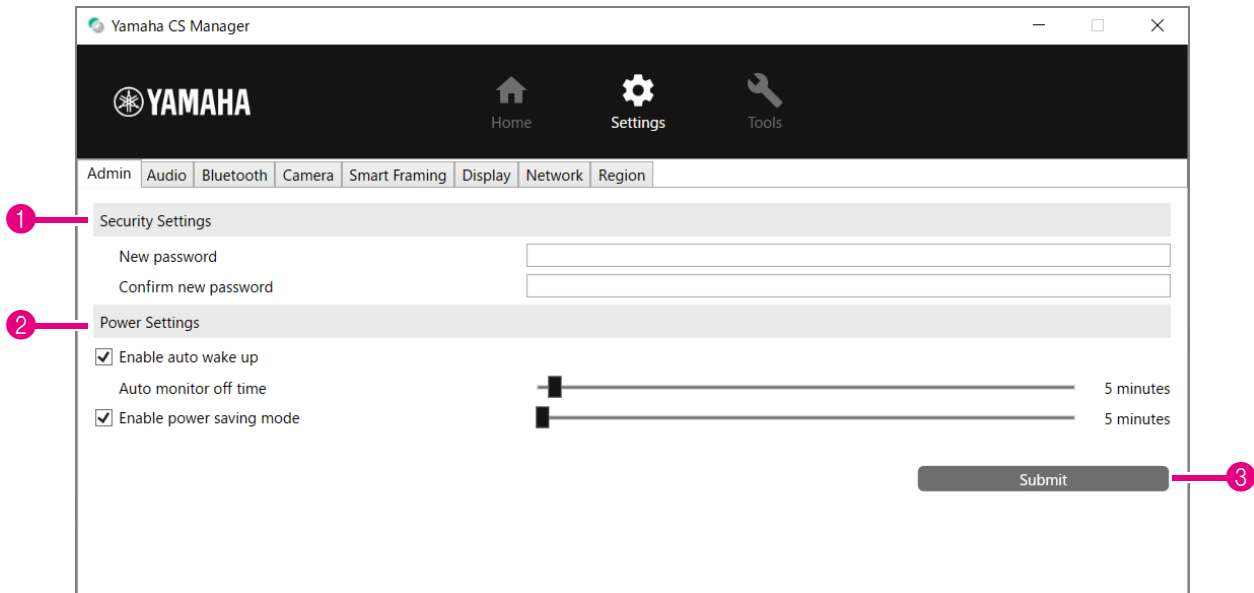 Yamaha CS Manager
YAMAHA
Home Settings Tools
Admin Audio Bluetooth Camera Smart Framing Display Network Region
1 Security Settings
New password
Confirm new password
2 Power Settings
Enable auto wake up
Auto monitor off time 5 minutes
Enable power saving mode 5 minutes
Submit 3